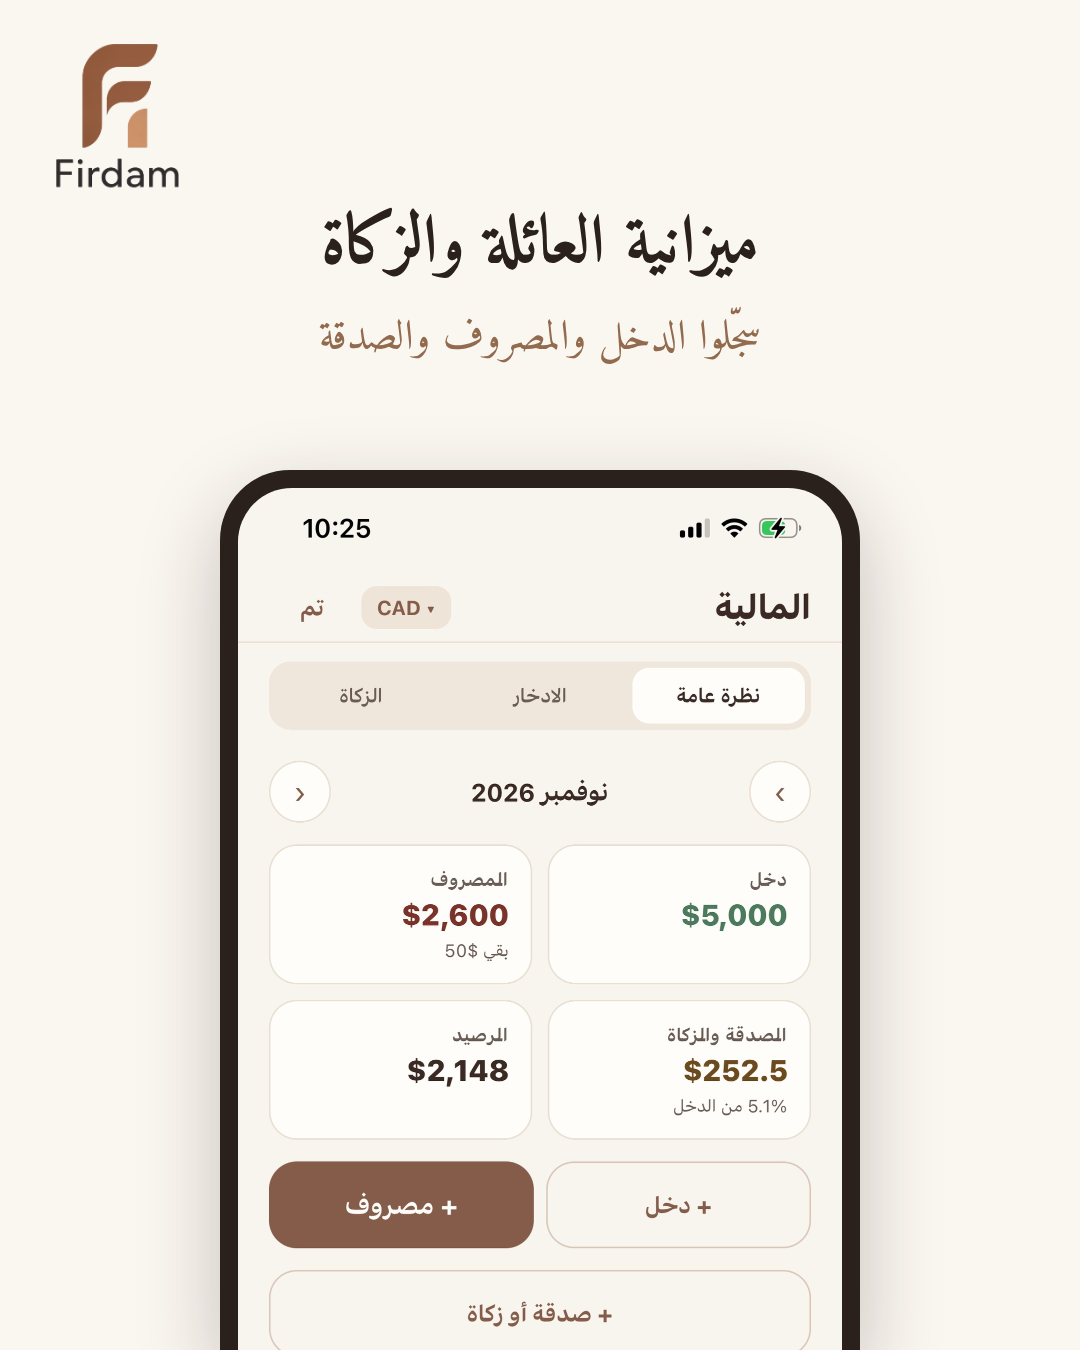 Firdam
ميزانية العائلة والزكاة
سجّلوا الدخل والمصروف والصدقة
10:25
المالية
CAD ▾
تم
نظرة عامة
الادخار
الزكاة
نوفمبر 2026
دخل
$5,000
المصروف
$2,600
بقي $50
الصدقة والزكاة
$252.5
5.1% من الدخل
الرصيد
$2,148
+ دخل
+ مصروف
+ صدقة أو زكاة